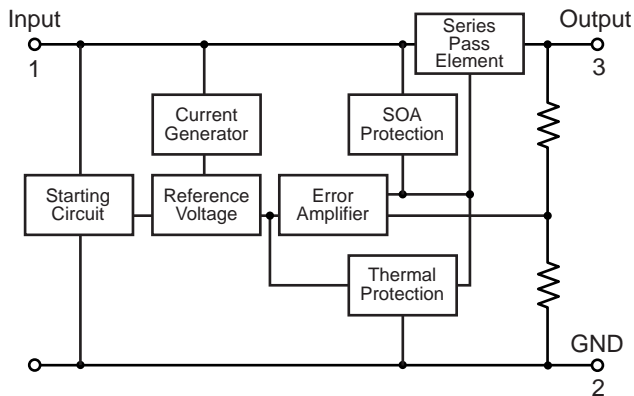 Input
1
Series
Pass
Element
Output
3
Current
Generator
SOA
Protection
Starting
Circuit
Reference
Voltage
Error
Amplifier
Thermal
Protection
GND
2